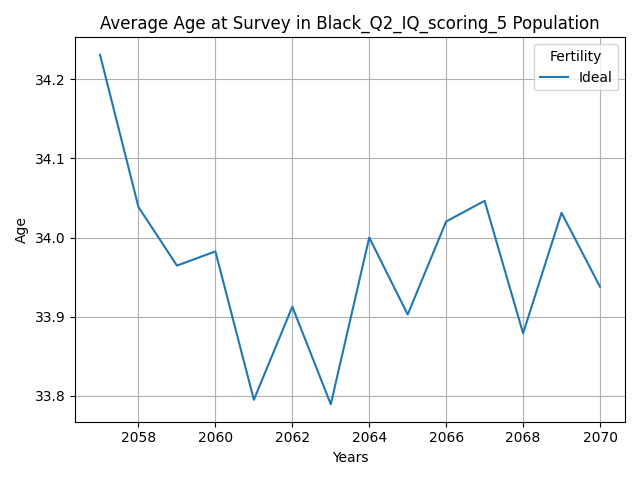 Average Age at Survey in Black_Q2_IQ_scoring_5 Population
Fertility
Ideal
34.2
34.1
34.0
33.9
33.8
Age
2058 2060 2062 2064 2066 2068 2070
Years